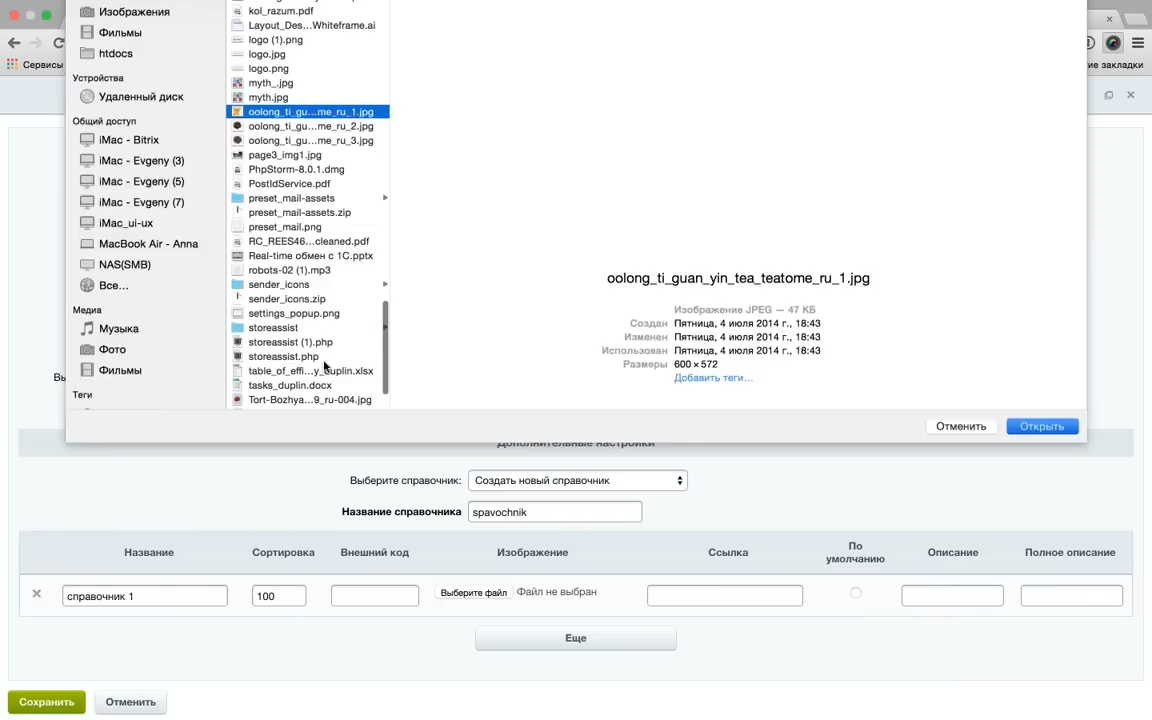 Изображения
Фильмы
htdocs
Устройства
Удаленный диск
Общий доступ
iMac - Bitrix
iMac - Evgeny (3)
iMac - Evgeny (5)
iMac - Evgeny (7)
iMac_ui-ux
MacBook Air - Anna
NAS(SMB)
Все...
Медиа
Музыка
Фото
Фильмы
Теги
kol_razum.pdf
Layout_Des...Whiteframe.ai
logo (1).png
logo.jpg
logo.png
myth_.jpg
myth.jpg
oolong_ti_gu....me_ru_1.jpg
oolong_ti_gu....me_ru_2.jpg
oolong_ti_gu....me_ru_3.jpg
page3_img1.jpg
PhpStorm-8.0.1.dmg
PostIdService.pdf
preset_mail-assets
preset_mail-assets.zip
preset_mail.png
RC_REES46...cleaned.pdf
Real-time обмен с 1С.pptx
robots-02 (1).mp3
sender_icons
sender_icons.zip
settings_popup.png
storeassist
storeassist (1).php
storeassist.php
table_of_effi...y_duplin.xlsx
tasks_duplin.docx
Tort-Bozhya...9_ru-004.jpg
oolong_ti_guan_yin_tea_teatome_ru_1.jpg
Изображение JPEG — 47 КБ
Создан Пятница, 4 июля 2014 г., 18:43
Изменен Пятница, 4 июля 2014 г., 18:43
Использован Пятница, 4 июля 2014 г., 18:43
Размеры 600 × 572
Добавить теги...
Отменить Открыть
Сервисы
ие закладки
Вы
Дополнительные настройки
Выберите справочник: Создать новый справочник
Название справочника spavochnik
Название Сортировка Внешний код Изображение Ссылка По умолчанию Описание Полное описание
справочник 1 100 Выберите файл Файл не выбран
Еще
Сохранить Отменить